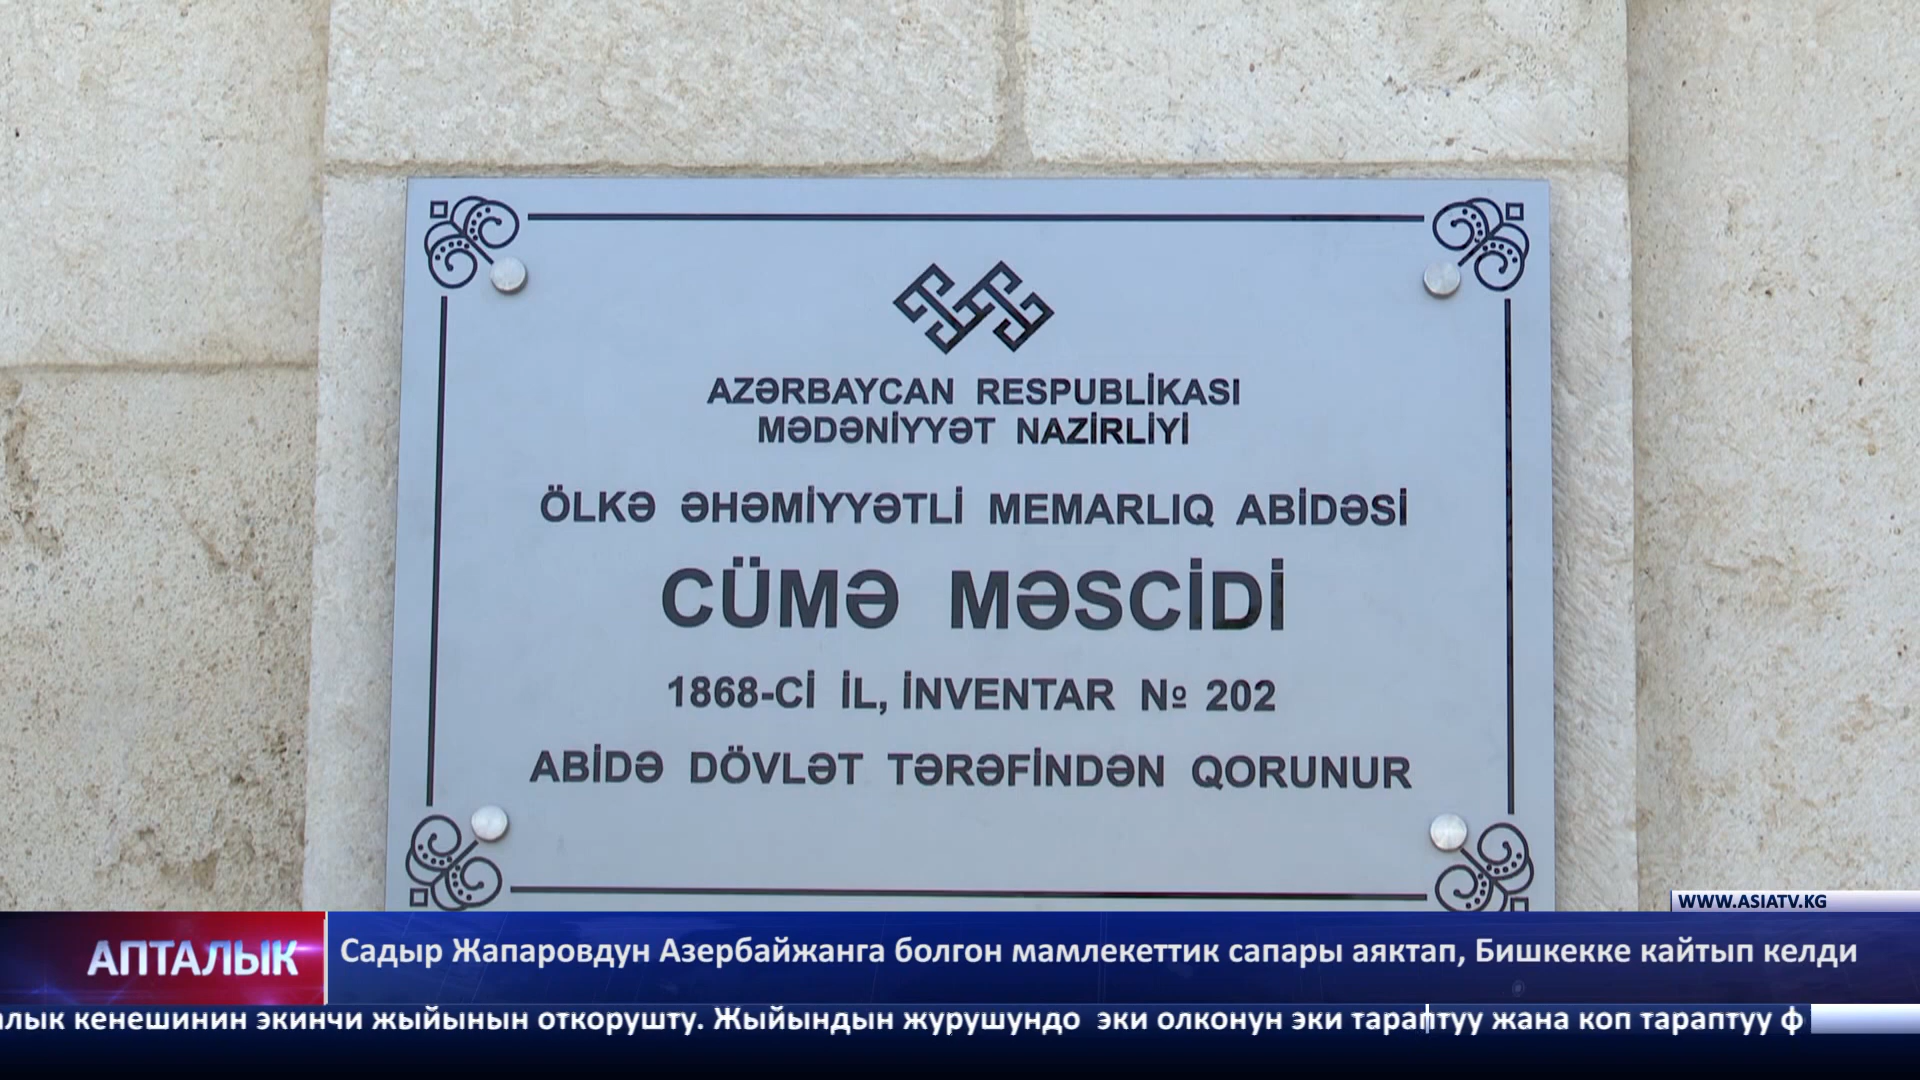 AZƏRBAYCAN RESPUBLİKASI
MƏDƏNİYYƏT NAZİRLİYİ
ÖLKƏ ƏHƏMİYYƏTLİ MEMARLIQ ABİDƏSİ
CÜMƏ MƏSCİDİ
1868-Cİ İL, İNVENTAR № 202
ABİDƏ DÖVLƏT TƏRƏFİNDƏN QORUNUR
WWW.ASIATV.KG
АПТАЛЫК
Садыр Жапаровдун Азербайжанга болгон мамлекеттик сапары аяктап, Бишкекке кайтып келди
алык кенешинин экинчи жыйынын откорушту. Жыйындын журушундо эки олконун эки тараптуу жана коп тараптуу ф